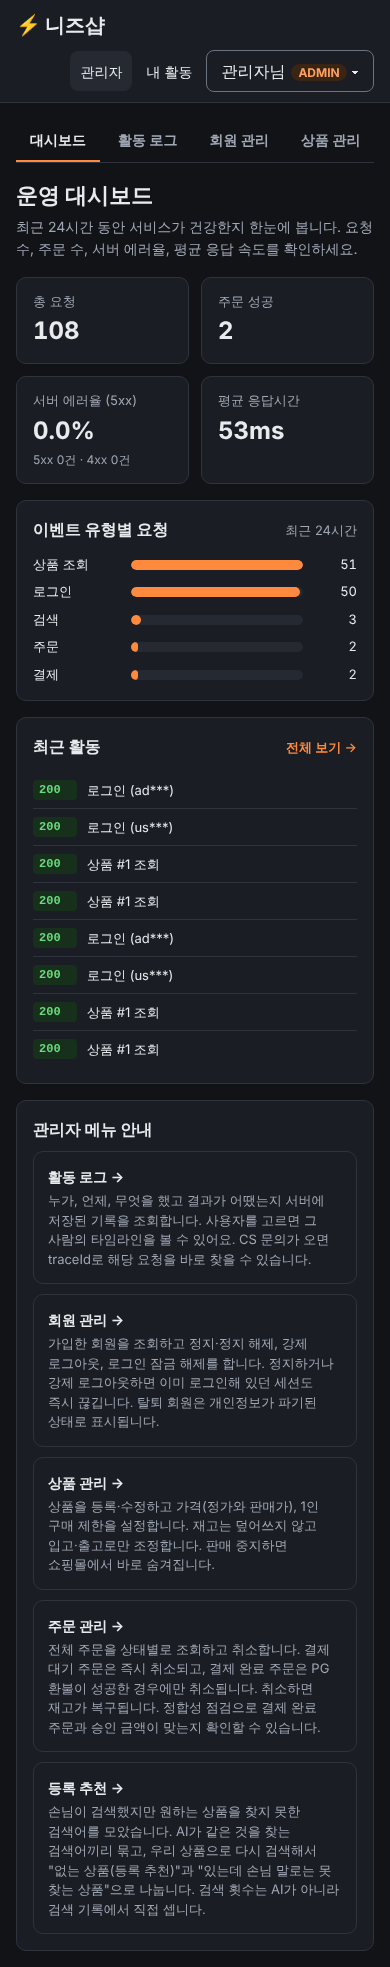 ⚡ 니즈샵
관리자 내 활동 관리자님 ADMIN
대시보드 활동 로그 회원 관리 상품 관리
운영 대시보드
최근 24시간 동안 서비스가 건강한지 한눈에 봅니다. 요청
수, 주문 수, 서버 에러율, 평균 응답 속도를 확인하세요.
총 요청
108
주문 성공
2
서버 에러율 (5xx)
0.0%
5xx 0건 · 4xx 0건
평균 응답시간
53ms
이벤트 유형별 요청 최근 24시간
상품 조회 51
로그인 50
검색 3
주문 2
결제 2
최근 활동 전체 보기 →
200 로그인 (ad***)
200 로그인 (us***)
200 상품 #1 조회
200 상품 #1 조회
200 로그인 (ad***)
200 로그인 (us***)
200 상품 #1 조회
200 상품 #1 조회
관리자 메뉴 안내
활동 로그 →
누가, 언제, 무엇을 했고 결과가 어땠는지 서버에
저장된 기록을 조회합니다. 사용자를 고르면 그
사람의 타임라인을 볼 수 있어요. CS 문의가 오면
traceId로 해당 요청을 바로 찾을 수 있습니다.
회원 관리 →
가입한 회원을 조회하고 정지·정지 해제, 강제
로그아웃, 로그인 잠금 해제를 합니다. 정지하거나
강제 로그아웃하면 이미 로그인해 있던 세션도
즉시 끊깁니다. 탈퇴 회원은 개인정보가 파기된
상태로 표시됩니다.
상품 관리 →
상품을 등록·수정하고 가격(정가와 판매가), 1인
구매 제한을 설정합니다. 재고는 덮어쓰지 않고
입고·출고로만 조정합니다. 판매 중지하면
쇼핑몰에서 바로 숨겨집니다.
주문 관리 →
전체 주문을 상태별로 조회하고 취소합니다. 결제
대기 주문은 즉시 취소되고, 결제 완료 주문은 PG
환불이 성공한 경우에만 취소됩니다. 취소하면
재고가 복구됩니다. 정합성 점검으로 결제 완료
주문과 승인 금액이 맞는지 확인할 수 있습니다.
등록 추천 →
손님이 검색했지만 원하는 상품을 찾지 못한
검색어를 모았습니다. AI가 같은 것을 찾는
검색어끼리 묶고, 우리 상품으로 다시 검색해서
"없는 상품(등록 추천)"과 "있는데 손님 말로는 못
찾는 상품"으로 나눕니다. 검색 횟수는 AI가 아니라
검색 기록에서 직접 셉니다.